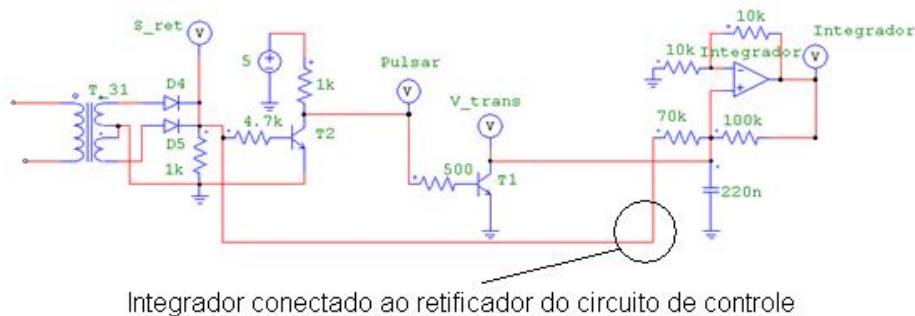 S_ret
10k
Integrador
10k
Integrador
5
Pulsar
T_31
D4
1k
V
V
V
V
V_trans
4.7k
T2
70k
100k
D5
1k
500
T1
220n
Integrador conectado ao retificador do circuito de controle